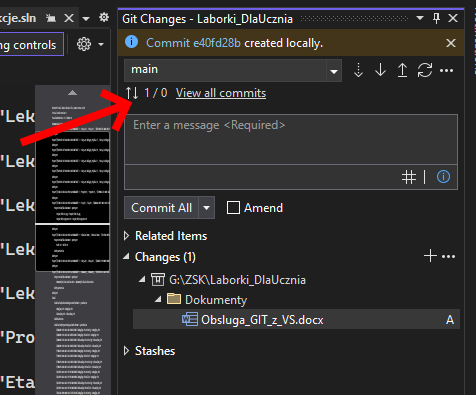 cje.sln
Git Changes - Laborki_DlaUcznia
ng controls
Commit e40fd28b created locally.
main
1 / 0 View all commits
Enter a message <Required>
Commit All Amend
Related Items
Changes (1)
G:\ZSK\Laborki_DlaUcznia
Dokumenty
Obsluga_GIT_z_VS.docx A
Stashes
"Lek
"Lek
"Lek
"Lek
"Lek
"Pro
"Eta